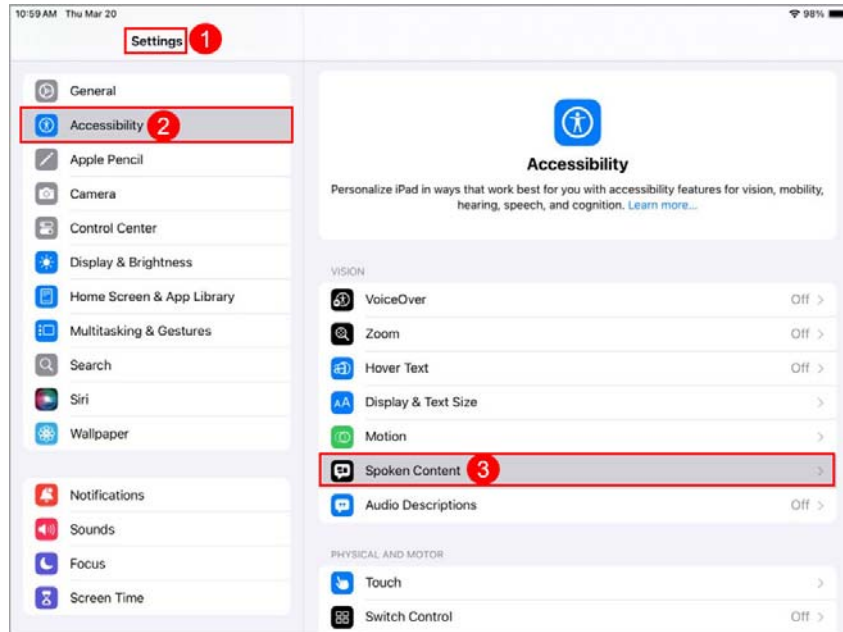 10:59 AM Thu Mar 20
98%
Settings 1
General
Accessibility 2
Apple Pencil
Camera
Control Center
Display & Brightness
Home Screen & App Library
Multitasking & Gestures
Search
Siri
Wallpaper
Notifications
Sounds
Focus
Screen Time
Accessibility
Personalize iPad in ways that work best for you with accessibility features for vision, mobility,
hearing, speech, and cognition. Learn more...
VISION
VoiceOver Off
Zoom Off
Hover Text Off
Display & Text Size
Motion
Spoken Content 3
Audio Descriptions Off
PHYSICAL AND MOTOR
Touch
Switch Control Off